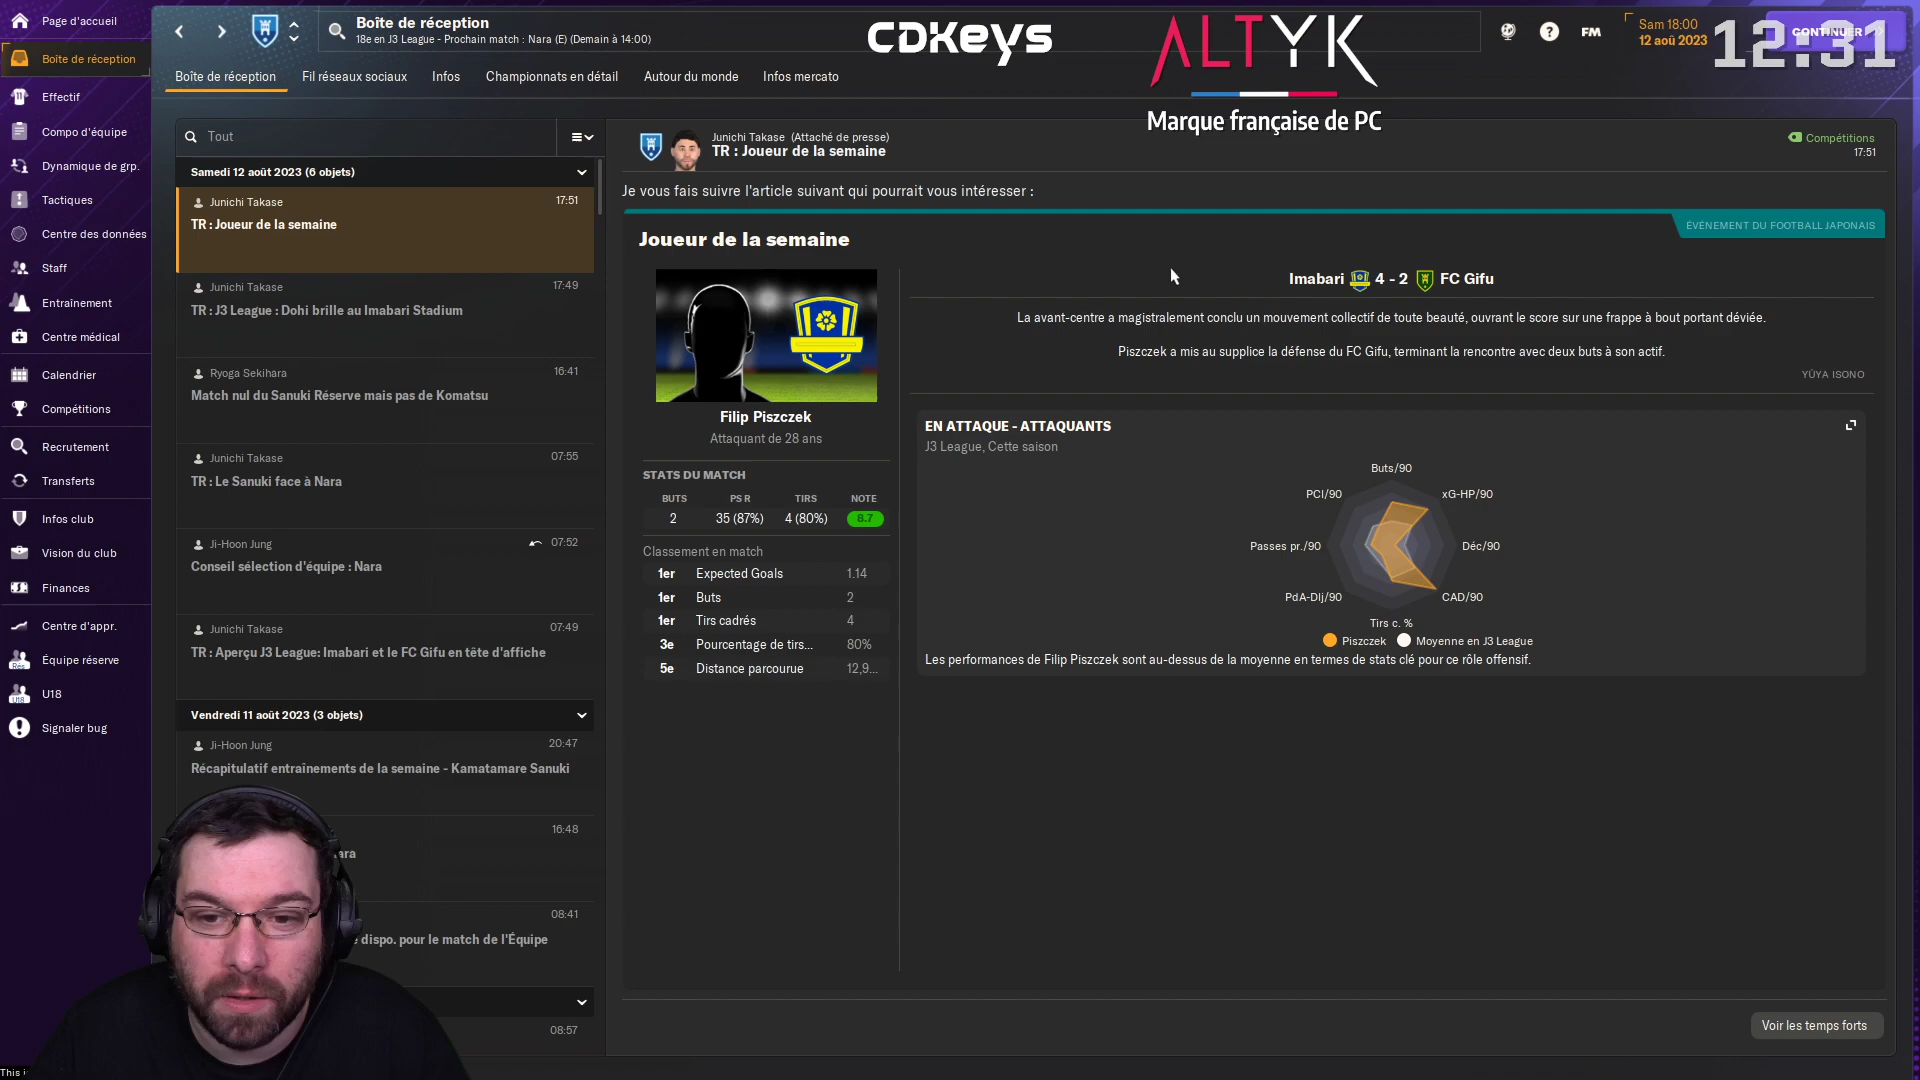 Page d'accueil
Boîte de réception
Effectif
Compo d'équipe
Dynamique de grp.
Tactiques
Centre des données
Staff
Entraînement
Centre médical
Calendrier
Compétitions
Recrutement
Transferts
Infos club
Vision du club
Finances
Centre d'appr.
Équipe réserve
U18
Signaler bug
Boîte de réception
18e en J3 League - Prochain match : Nara (E) (Demain à 14:00)
CDKeys
ALTYK
Marque française de PC
FM
Sam 18:00
12 aoû 2023
CONTINUER
12:31
Boîte de réception
Fil réseaux sociaux
Infos
Championnats en détail
Autour du monde
Infos mercato
Tout
Samedi 12 août 2023 (6 objets)
Junichi Takase 17:51
TR : Joueur de la semaine
Junichi Takase 17:49
TR : J3 League : Dohi brille au Imabari Stadium
Ryoga Sekihara 16:41
Match nul du Sanuki Réserve mais pas de Komatsu
Junichi Takase 07:55
TR : Le Sanuki face à Nara
Ji-Hoon Jung 07:52
Conseil sélection d'équipe : Nara
Junichi Takase 07:49
TR : Aperçu J3 League: Imabari et le FC Gifu en tête d'affiche
Vendredi 11 août 2023 (3 objets)
Ji-Hoon Jung 20:47
Récapitulatif entraînements de la semaine - Kamatamare Sanuki
16:48
ara
08:41
dispo. pour le match de l'Équipe
08:57
Junichi Takase (Attaché de presse)
TR : Joueur de la semaine
Compétitions
17:51
Je vous fais suivre l'article suivant qui pourrait vous intéresser :
ÉVÉNEMENT DU FOOTBALL JAPONAIS
Joueur de la semaine
Filip Piszczek
Attaquant de 28 ans
STATS DU MATCH
BUTS PS R TIRS NOTE
2 35 (87%) 4 (80%) 8.7
Classement en match
1er Expected Goals 1.14
1er Buts 2
1er Tirs cadrés 4
3e Pourcentage de tirs... 80%
5e Distance parcourue 12,9...
Imabari 4 - 2 FC Gifu
La avant-centre a magistralement conclu un mouvement collectif de toute beauté, ouvrant le score sur une frappe à bout portant déviée.
Piszczek a mis au supplice la défense du FC Gifu, terminant la rencontre avec deux buts à son actif.
YŪYA ISONO
EN ATTAQUE - ATTAQUANTS
J3 League, Cette saison
Buts/90
PCI/90
xG-HP/90
Passes pr./90
Déc/90
PdA-DIj/90
CAD/90
Tirs c. %
Piszczek
Moyenne en J3 League
Les performances de Filip Piszczek sont au-dessus de la moyenne en termes de stats clé pour ce rôle offensif.
Voir les temps forts
This i